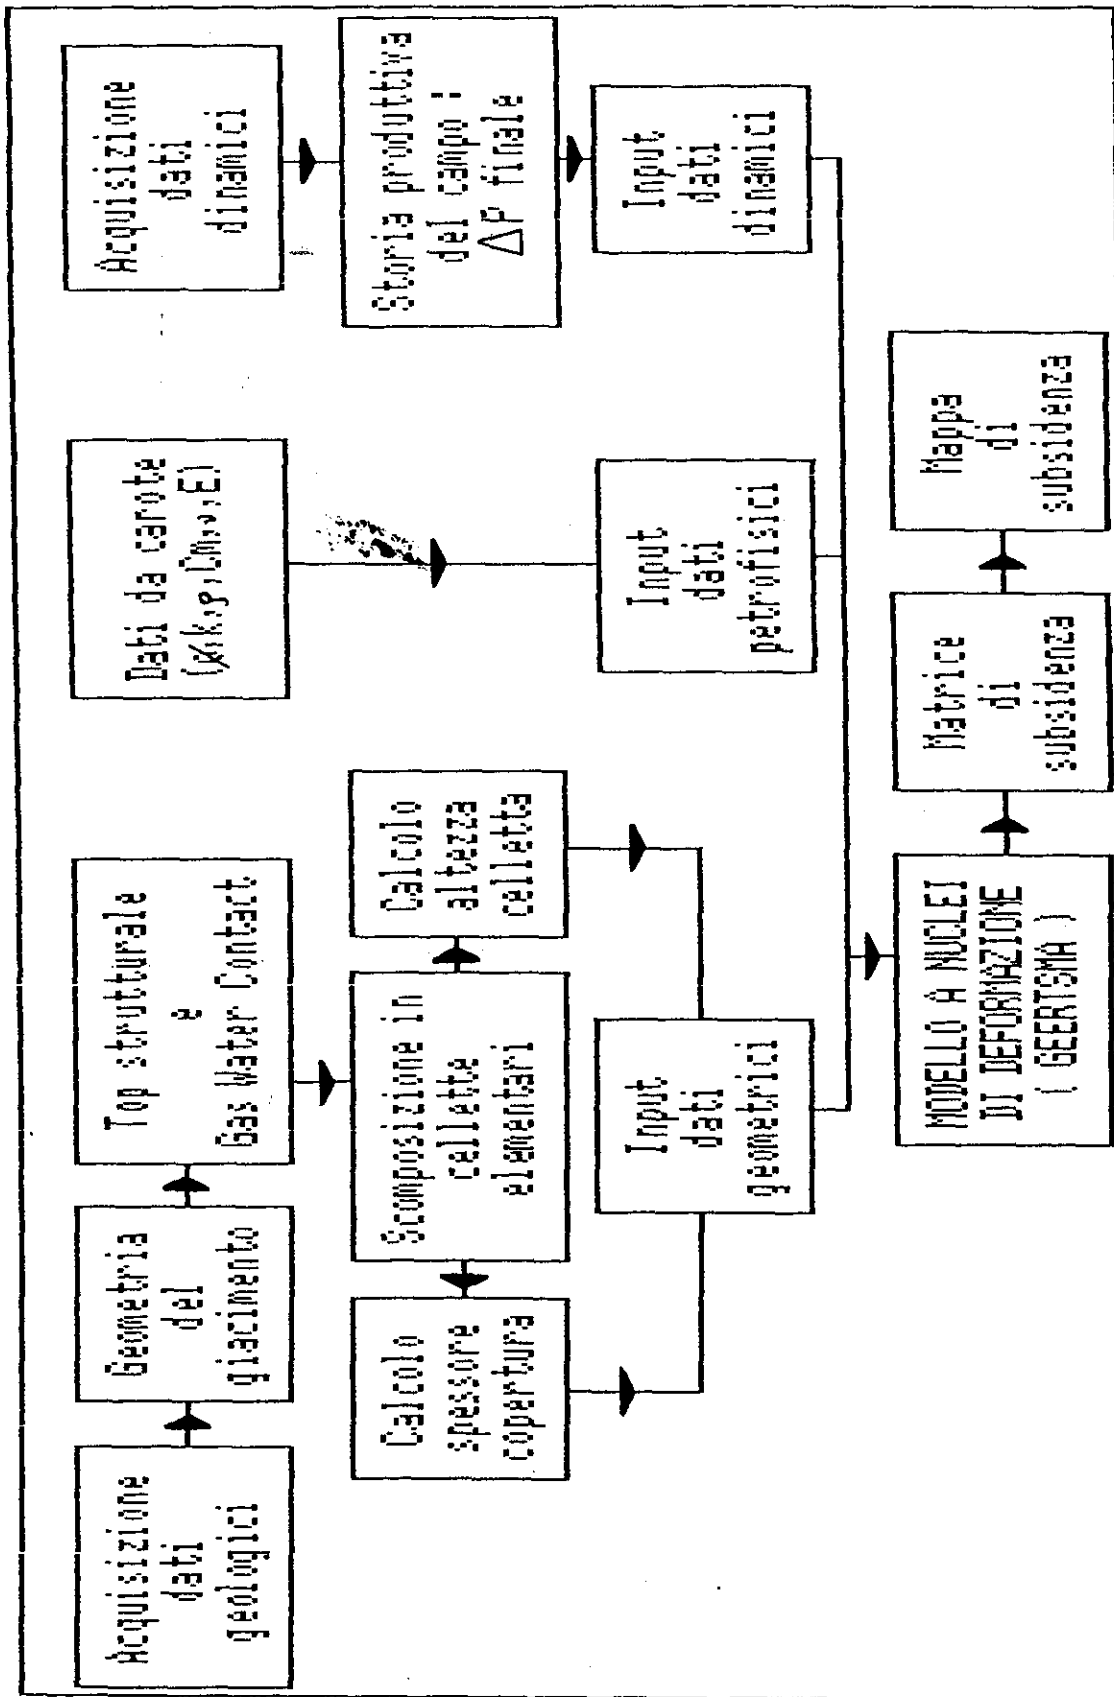 Acquisizione
dati
geologici
Geometria
del
giacimento
Top strutturale
e
Gas Water Contact
Dati da carote
(ø,k,ρ,Cm,ν,E)
Acquisizione
dati
dinamici
Calcolo
spessore
copertura
Scomposizione in
cellette
elementari
Calcolo
altezza
celletta
Storia produttiva
del campo :
ΔP finale
Input
dati
geometrici
Input
dati
petrofisici
Input
dati
dinamici
MODELLO A NUCLEI
DI DEFORMAZIONE
( GEERTSMA )
Matrice
di
subsidenza
Mappa
di
subsidenza